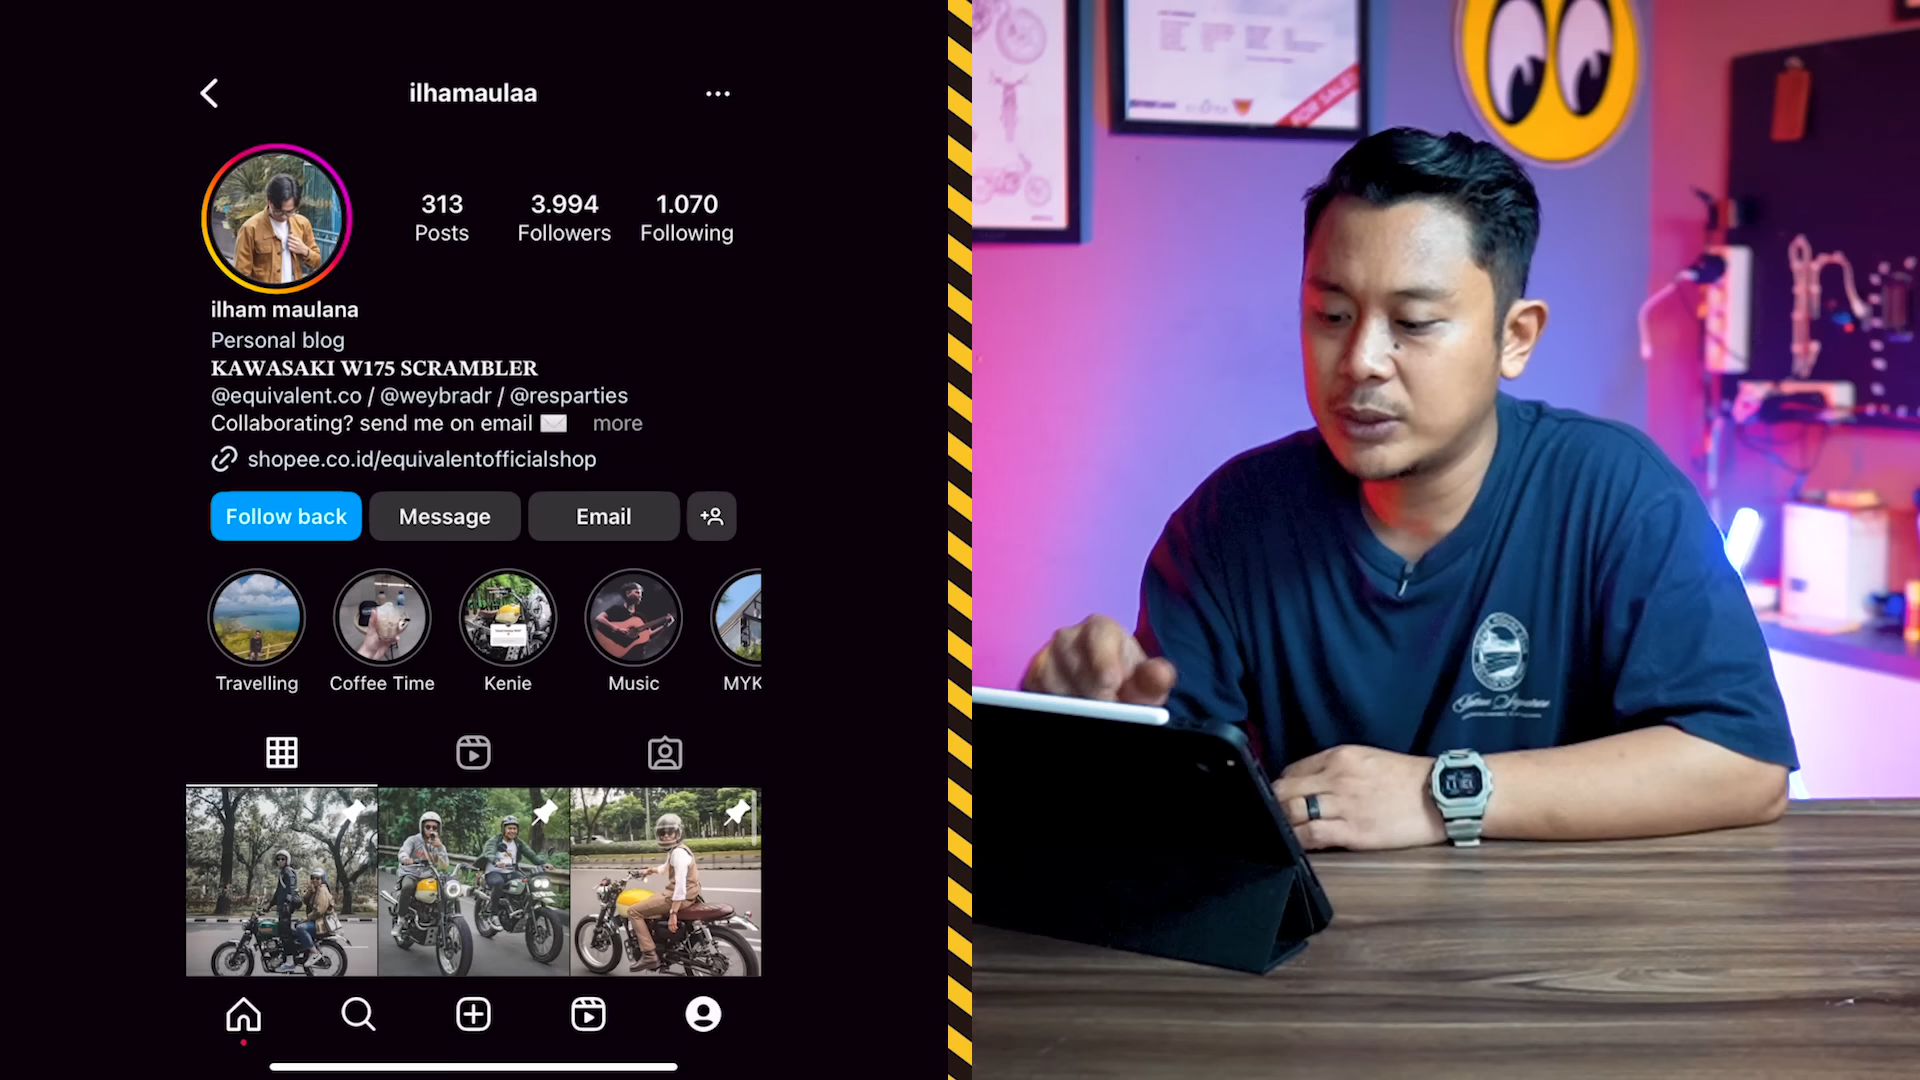 ilhamaulaa
313 3.994 1.070
Posts Followers Following
ilham maulana
Personal blog
KAWASAKI W175 SCRAMBLER
@equivalent.co / @weybradr / @resparties
Collaborating? send me on email more
shopee.co.id/equivalentofficialshop
Follow back Message Email
Travelling Coffee Time Kenie Music MYK
FOR SALE!